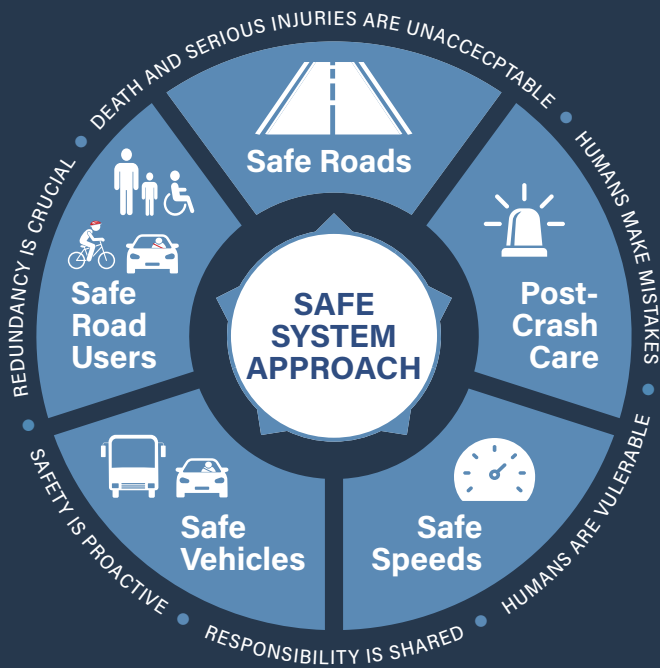 DEATH AND SERIOUS INJURIES ARE UNACCECPTABLE
HUMANS MAKE MISTAKES
HUMANS ARE VULERABLE
RESPONSIBILITY IS SHARED
SAFETY IS PROACTIVE
REDUNDANCY IS CRUCIAL
Safe Roads
Post-
Crash
Care
Safe
Speeds
Safe
Vehicles
Safe
Road
Users
SAFE
SYSTEM
APPROACH